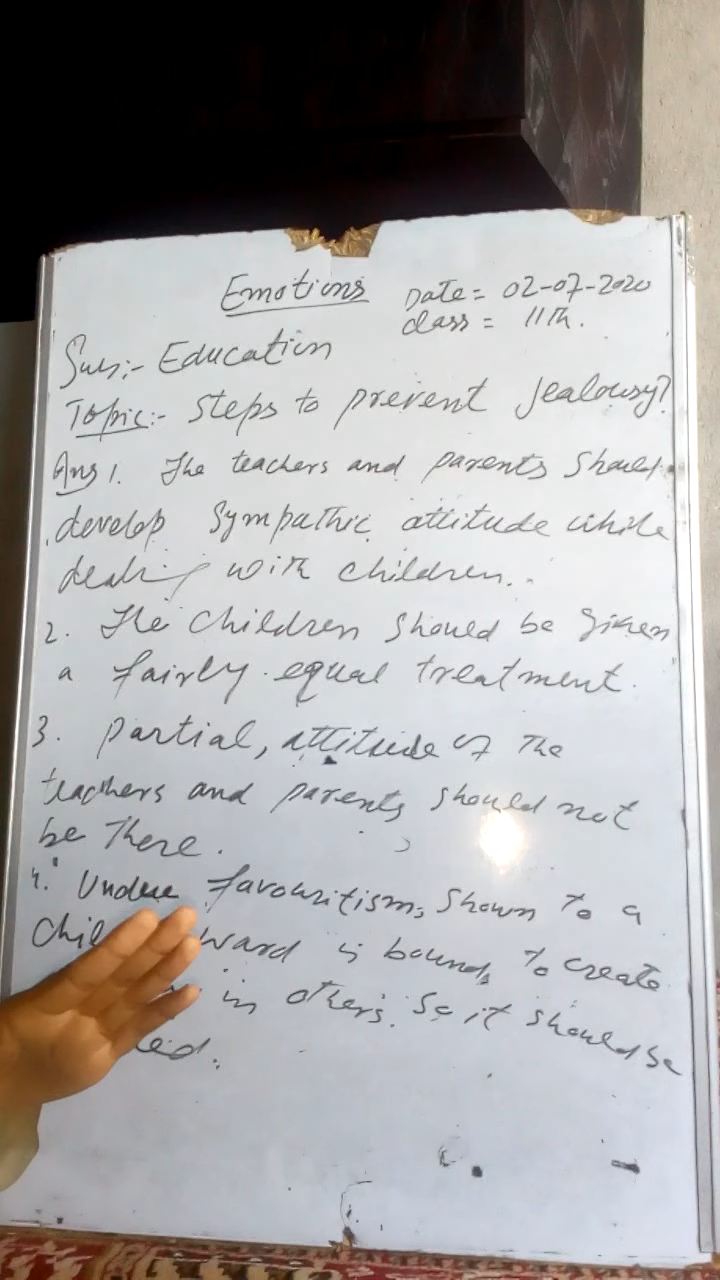 Emotions
Date = 02-07-2020
class = 11th.
Sub:- Education
Topic:- Steps to prevent Jealousy?
Ans 1. The teachers and parents should
develop Sympathic attitude while
dealing with children.
2. The children should be given
a fairly equal treatment.
3. Partial, attitude of the
teachers and parents should not
be there.
4. Undue favouritism, shown to a
ward is bound, to create
in others. So it should be